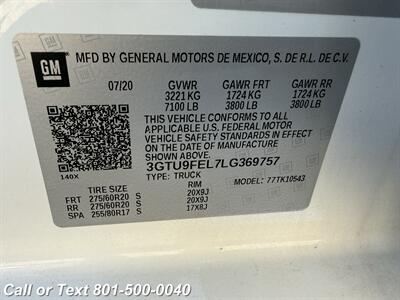 GM
MFD BY GENERAL MOTORS DE MEXICO, S. DE R.L. DE C.V.
07/20 GVWR GAWR FRT GAWR RR
3221 KG 1724 KG 1724 KG
7100 LB 3800 LB 3800 LB
THIS VEHICLE CONFORMS TO ALL
APPLICABLE U.S. FEDERAL MOTOR
VEHICLE SAFETY STANDARDS IN EFFECT
ON THE DATE OF MANUFACTURE
SHOWN ABOVE.
3GTU9FEL7LG369757
140X TYPE: TRUCK MODEL: 77TK10543
TIRE SIZE RIM
FRT 275/60R20 S 20X9J
RR 275/60R20 S 20X9J
SPA 255/80R17 S 17X8J
Call or Text 801-500-0040